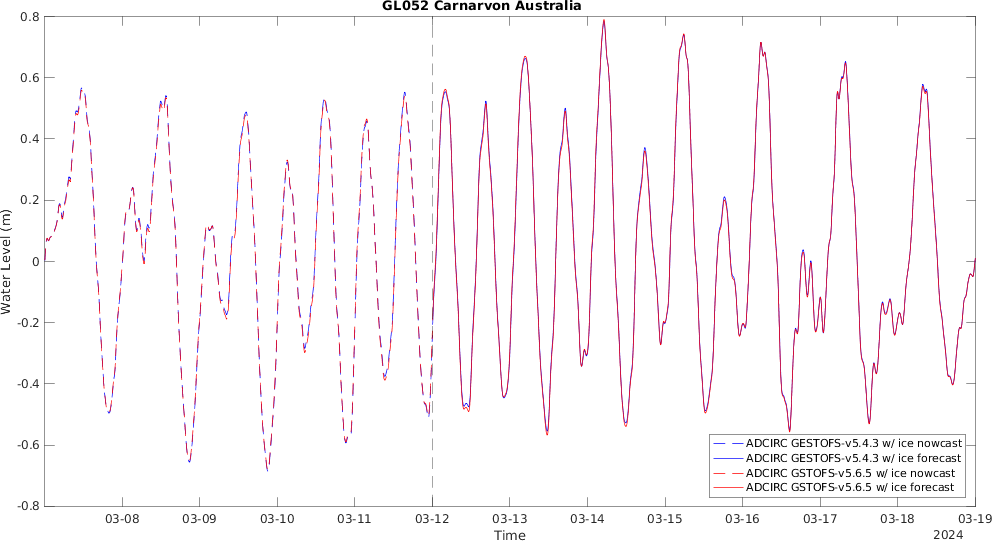 GL052 Carnarvon Australia
0.8
0.6
0.4
0.2
0
-0.2
-0.4
-0.6
-0.8
Water Level (m)
ADCIRC GESTOFS-v5.4.3 w/ ice nowcast
ADCIRC GESTOFS-v5.4.3 w/ ice forecast
ADCIRC GSTOFS-v5.6.5 w/ ice nowcast
ADCIRC GSTOFS-v5.6.5 w/ ice forecast
03-08 03-09 03-10 03-11 03-12 03-13 03-14 03-15 03-16 03-17 03-18 03-19
Time
2024